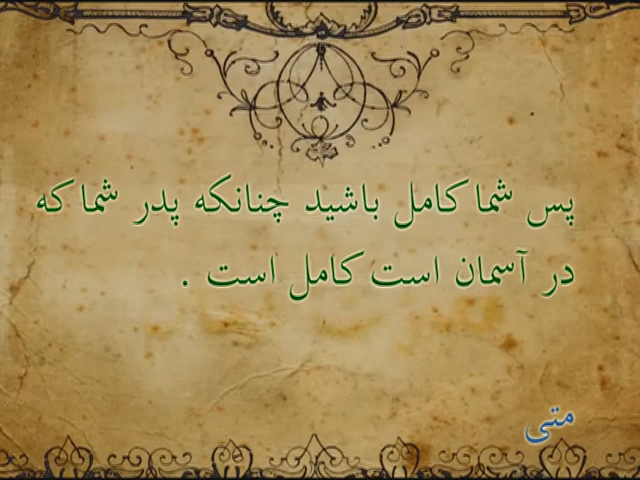 پس شما کامل باشید چنانکه پدر شما که
در آسمان است کامل است .
متی